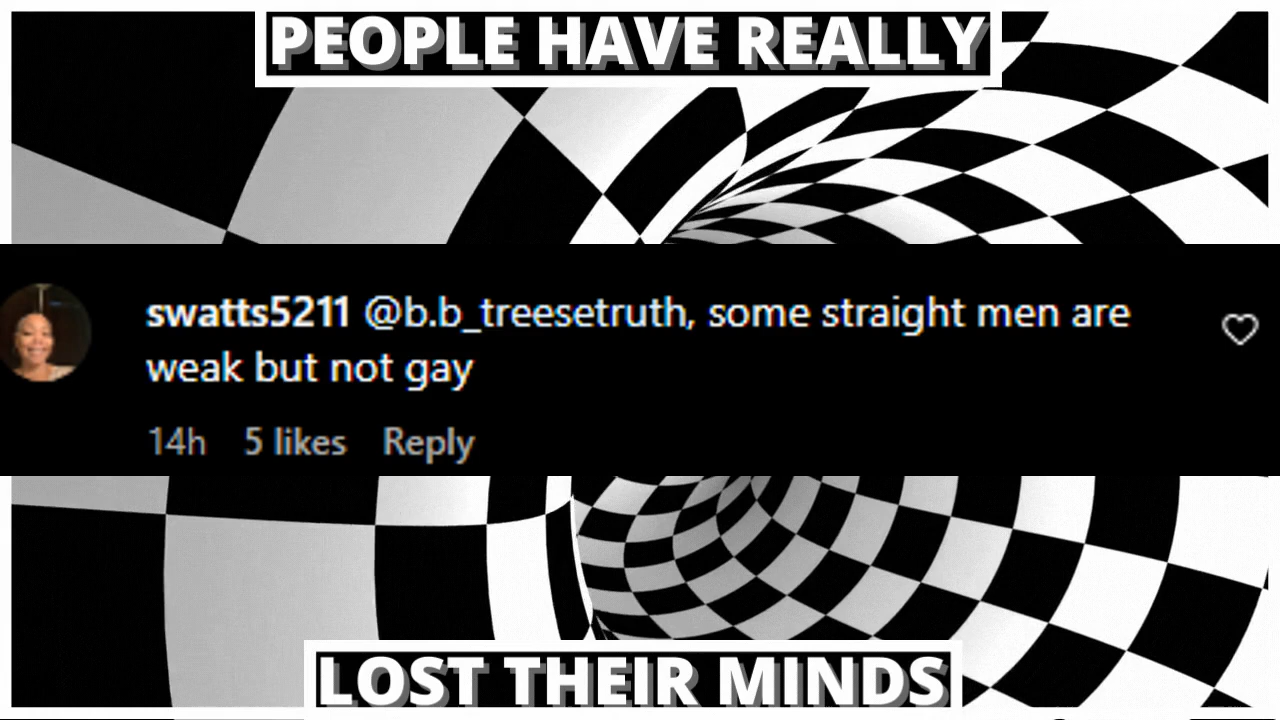 PEOPLE HAVE REALLY
swatts5211 @b.b_treesetruth, some straight men are
weak but not gay
14h 5 likes Reply
LOST THEIR MINDS